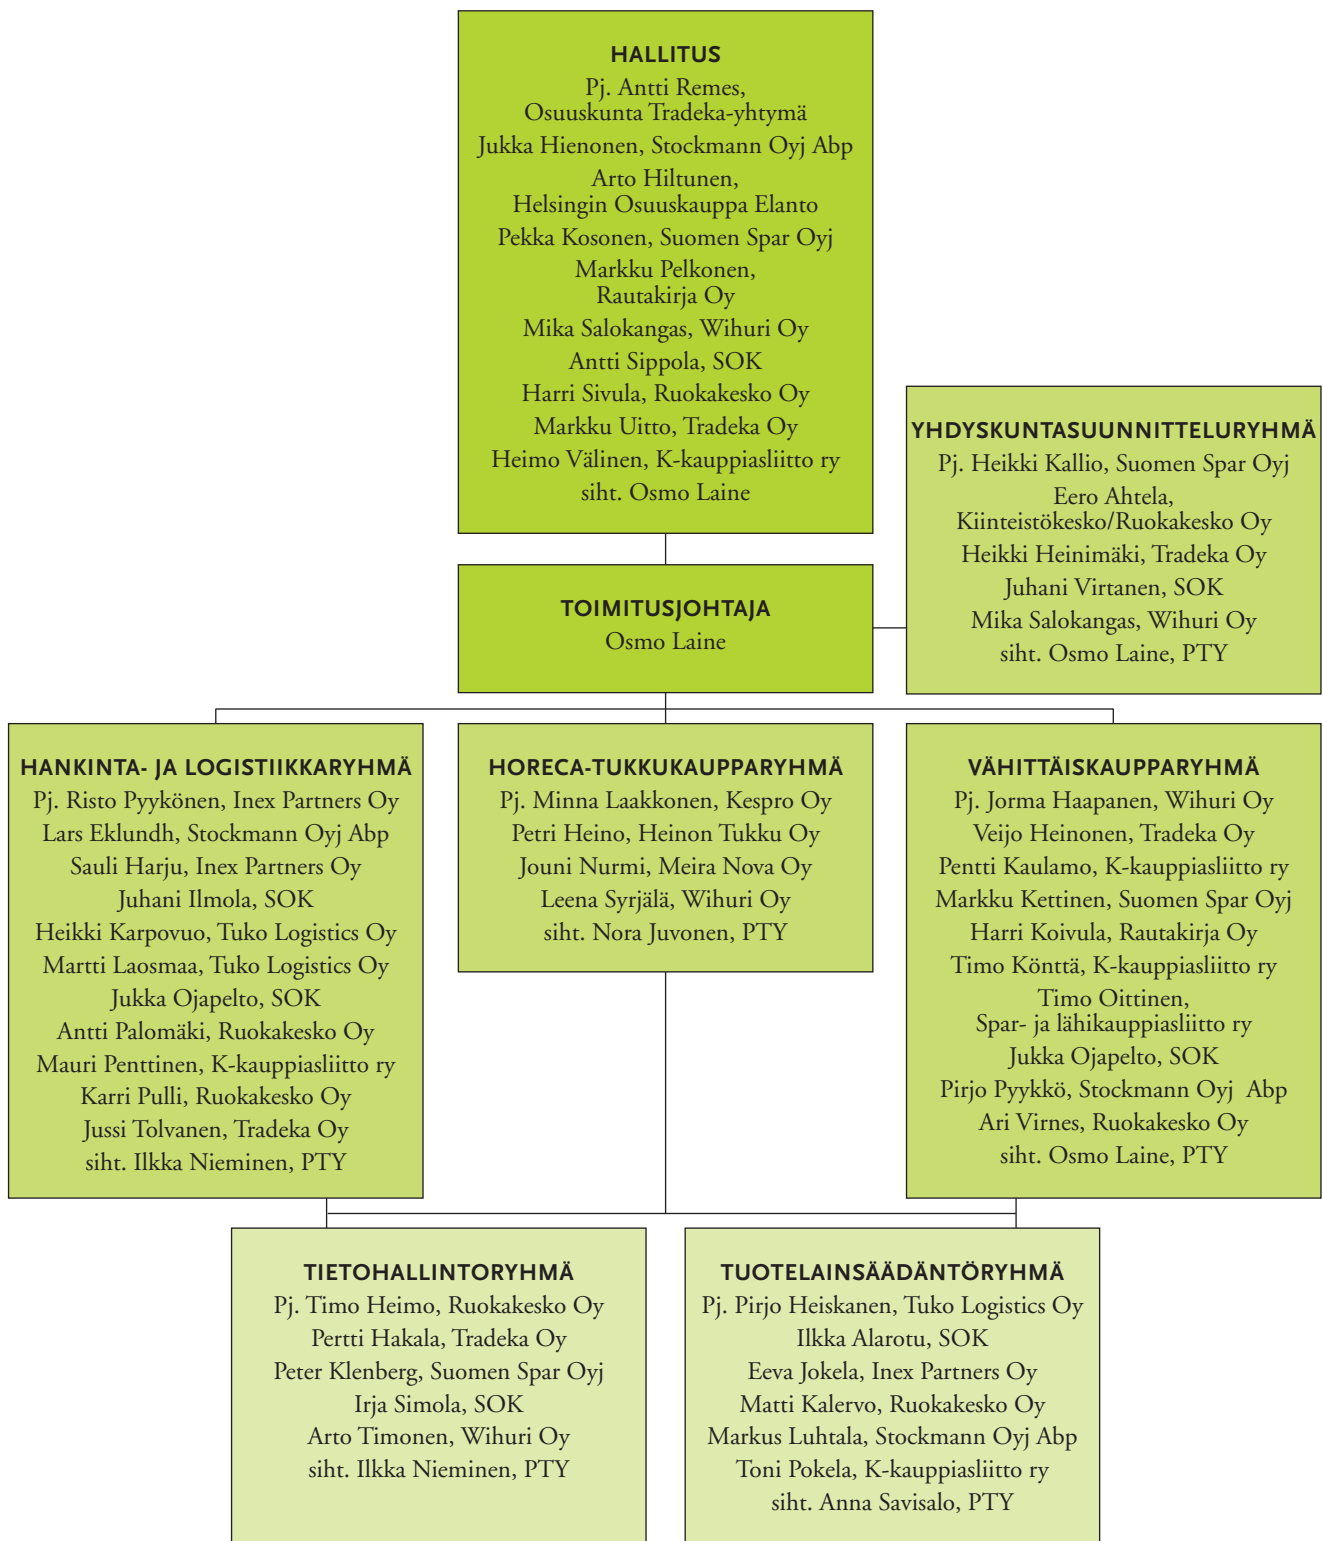 HALLITUS
Pj. Antti Remes,
Osuuskunta Tradeka-yhtymä
Jukka Hienonen, Stockmann Oyj Abp
Arto Hiltunen,
Helsingin Osuuskauppa Elanto
Pekka Kosonen, Suomen Spar Oyj
Markku Pelkonen,
Rautakirja Oy
Mika Salokangas, Wihuri Oy
Antti Sippola, SOK
Harri Sivula, Ruokakesko Oy
Markku Uitto, Tradeka Oy
Heimo Välinen, K-kauppiasliitto ry
siht. Osmo Laine
YHDYSKUNTASUUNNITTELURYHMÄ
Pj. Heikki Kallio, Suomen Spar Oyj
Eero Ahtela,
Kiinteistökesko/Ruokakesko Oy
Heikki Heinimäki, Tradeka Oy
Juhani Virtanen, SOK
Mika Salokangas, Wihuri Oy
siht. Osmo Laine, PTY
TOIMITUSJOHTAJA
Osmo Laine
HANKINTA- JA LOGISTIIKKARYHMÄ
Pj. Risto Pyykönen, Inex Partners Oy
Lars Eklundh, Stockmann Oyj Abp
Sauli Harju, Inex Partners Oy
Juhani Ilmola, SOK
Heikki Karpovuo, Tuko Logistics Oy
Martti Laosmaa, Tuko Logistics Oy
Jukka Ojapelto, SOK
Antti Palomäki, Ruokakesko Oy
Mauri Penttinen, K-kauppiasliitto ry
Karri Pulli, Ruokakesko Oy
Jussi Tolvanen, Tradeka Oy
siht. Ilkka Nieminen, PTY
HORECA-TUKKUKAUPPARYHMÄ
Pj. Minna Laakkonen, Kespro Oy
Petri Heino, Heinon Tukku Oy
Jouni Nurmi, Meira Nova Oy
Leena Syrjälä, Wihuri Oy
siht. Nora Juvonen, PTY
VÄHITTÄISKAUPPARYHMÄ
Pj. Jorma Haapanen, Wihuri Oy
Veijo Heinonen, Tradeka Oy
Pentti Kaulamo, K-kauppiasliitto ry
Markku Kettinen, Suomen Spar Oyj
Harri Koivula, Rautakirja Oy
Timo Könttä, K-kauppiasliitto ry
Timo Oittinen,
Spar- ja lähikauppiasliitto ry
Jukka Ojapelto, SOK
Pirjo Pyykkö, Stockmann Oyj Abp
Ari Virnes, Ruokakesko Oy
siht. Osmo Laine, PTY
TIETOHALLINTORYHMÄ
Pj. Timo Heimo, Ruokakesko Oy
Pertti Hakala, Tradeka Oy
Peter Klenberg, Suomen Spar Oyj
Irja Simola, SOK
Arto Timonen, Wihuri Oy
siht. Ilkka Nieminen, PTY
TUOTELAINSÄÄDÄNTÖRYHMÄ
Pj. Pirjo Heiskanen, Tuko Logistics Oy
Ilkka Alarotu, SOK
Eeva Jokela, Inex Partners Oy
Matti Kalervo, Ruokakesko Oy
Markus Luhtala, Stockmann Oyj Abp
Toni Pokela, K-kauppiasliitto ry
siht. Anna Savisalo, PTY